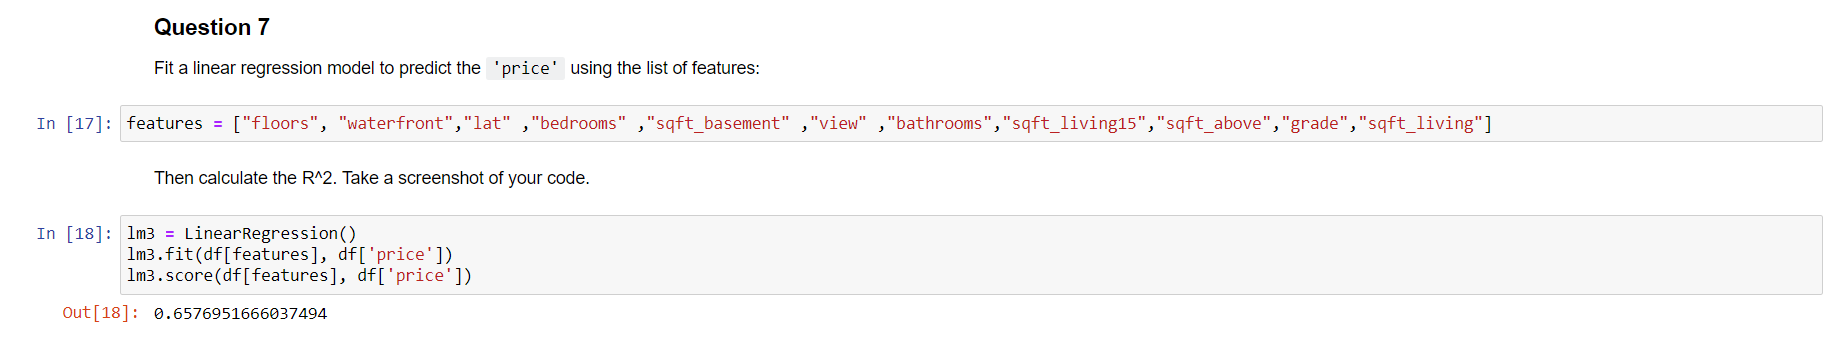 Question 7
Fit a linear regression model to predict the 'price' using the list of features:
In [17]: features = ["floors", "waterfront","lat" ,"bedrooms" ,"sqft_basement" ,"view" ,"bathrooms","sqft_living15","sqft_above","grade","sqft_living"]
Then calculate the R^2. Take a screenshot of your code.
In [18]: lm3 = LinearRegression()
lm3.fit(df[features], df['price'])
lm3.score(df[features], df['price'])
Out[18]: 0.6576951666037494